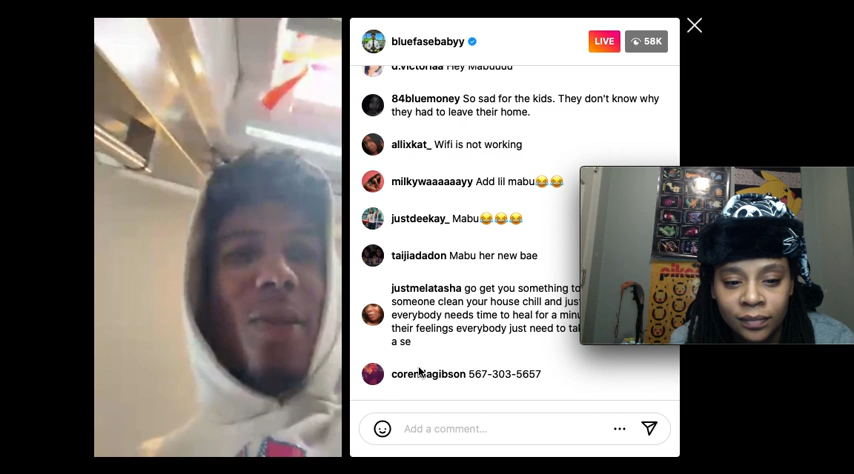 bluefasebabyy
LIVE
58K
d.victoriaa Hey Mabuuuu
84bluemoney So sad for the kids. They don't know why
they had to leave their home.
allixkat_ Wifi is not working
milkywaaaaaayy Add lil mabu😂😂
justdeekay_ Mabu😂😂😂
taijiadadon Mabu her new bae
justmelatasha go get you something to
someone clean your house chill and jus
everybody needs time to heal for a minu
their feelings everybody just need to tak
a se
567-303-5657
Add a comment...